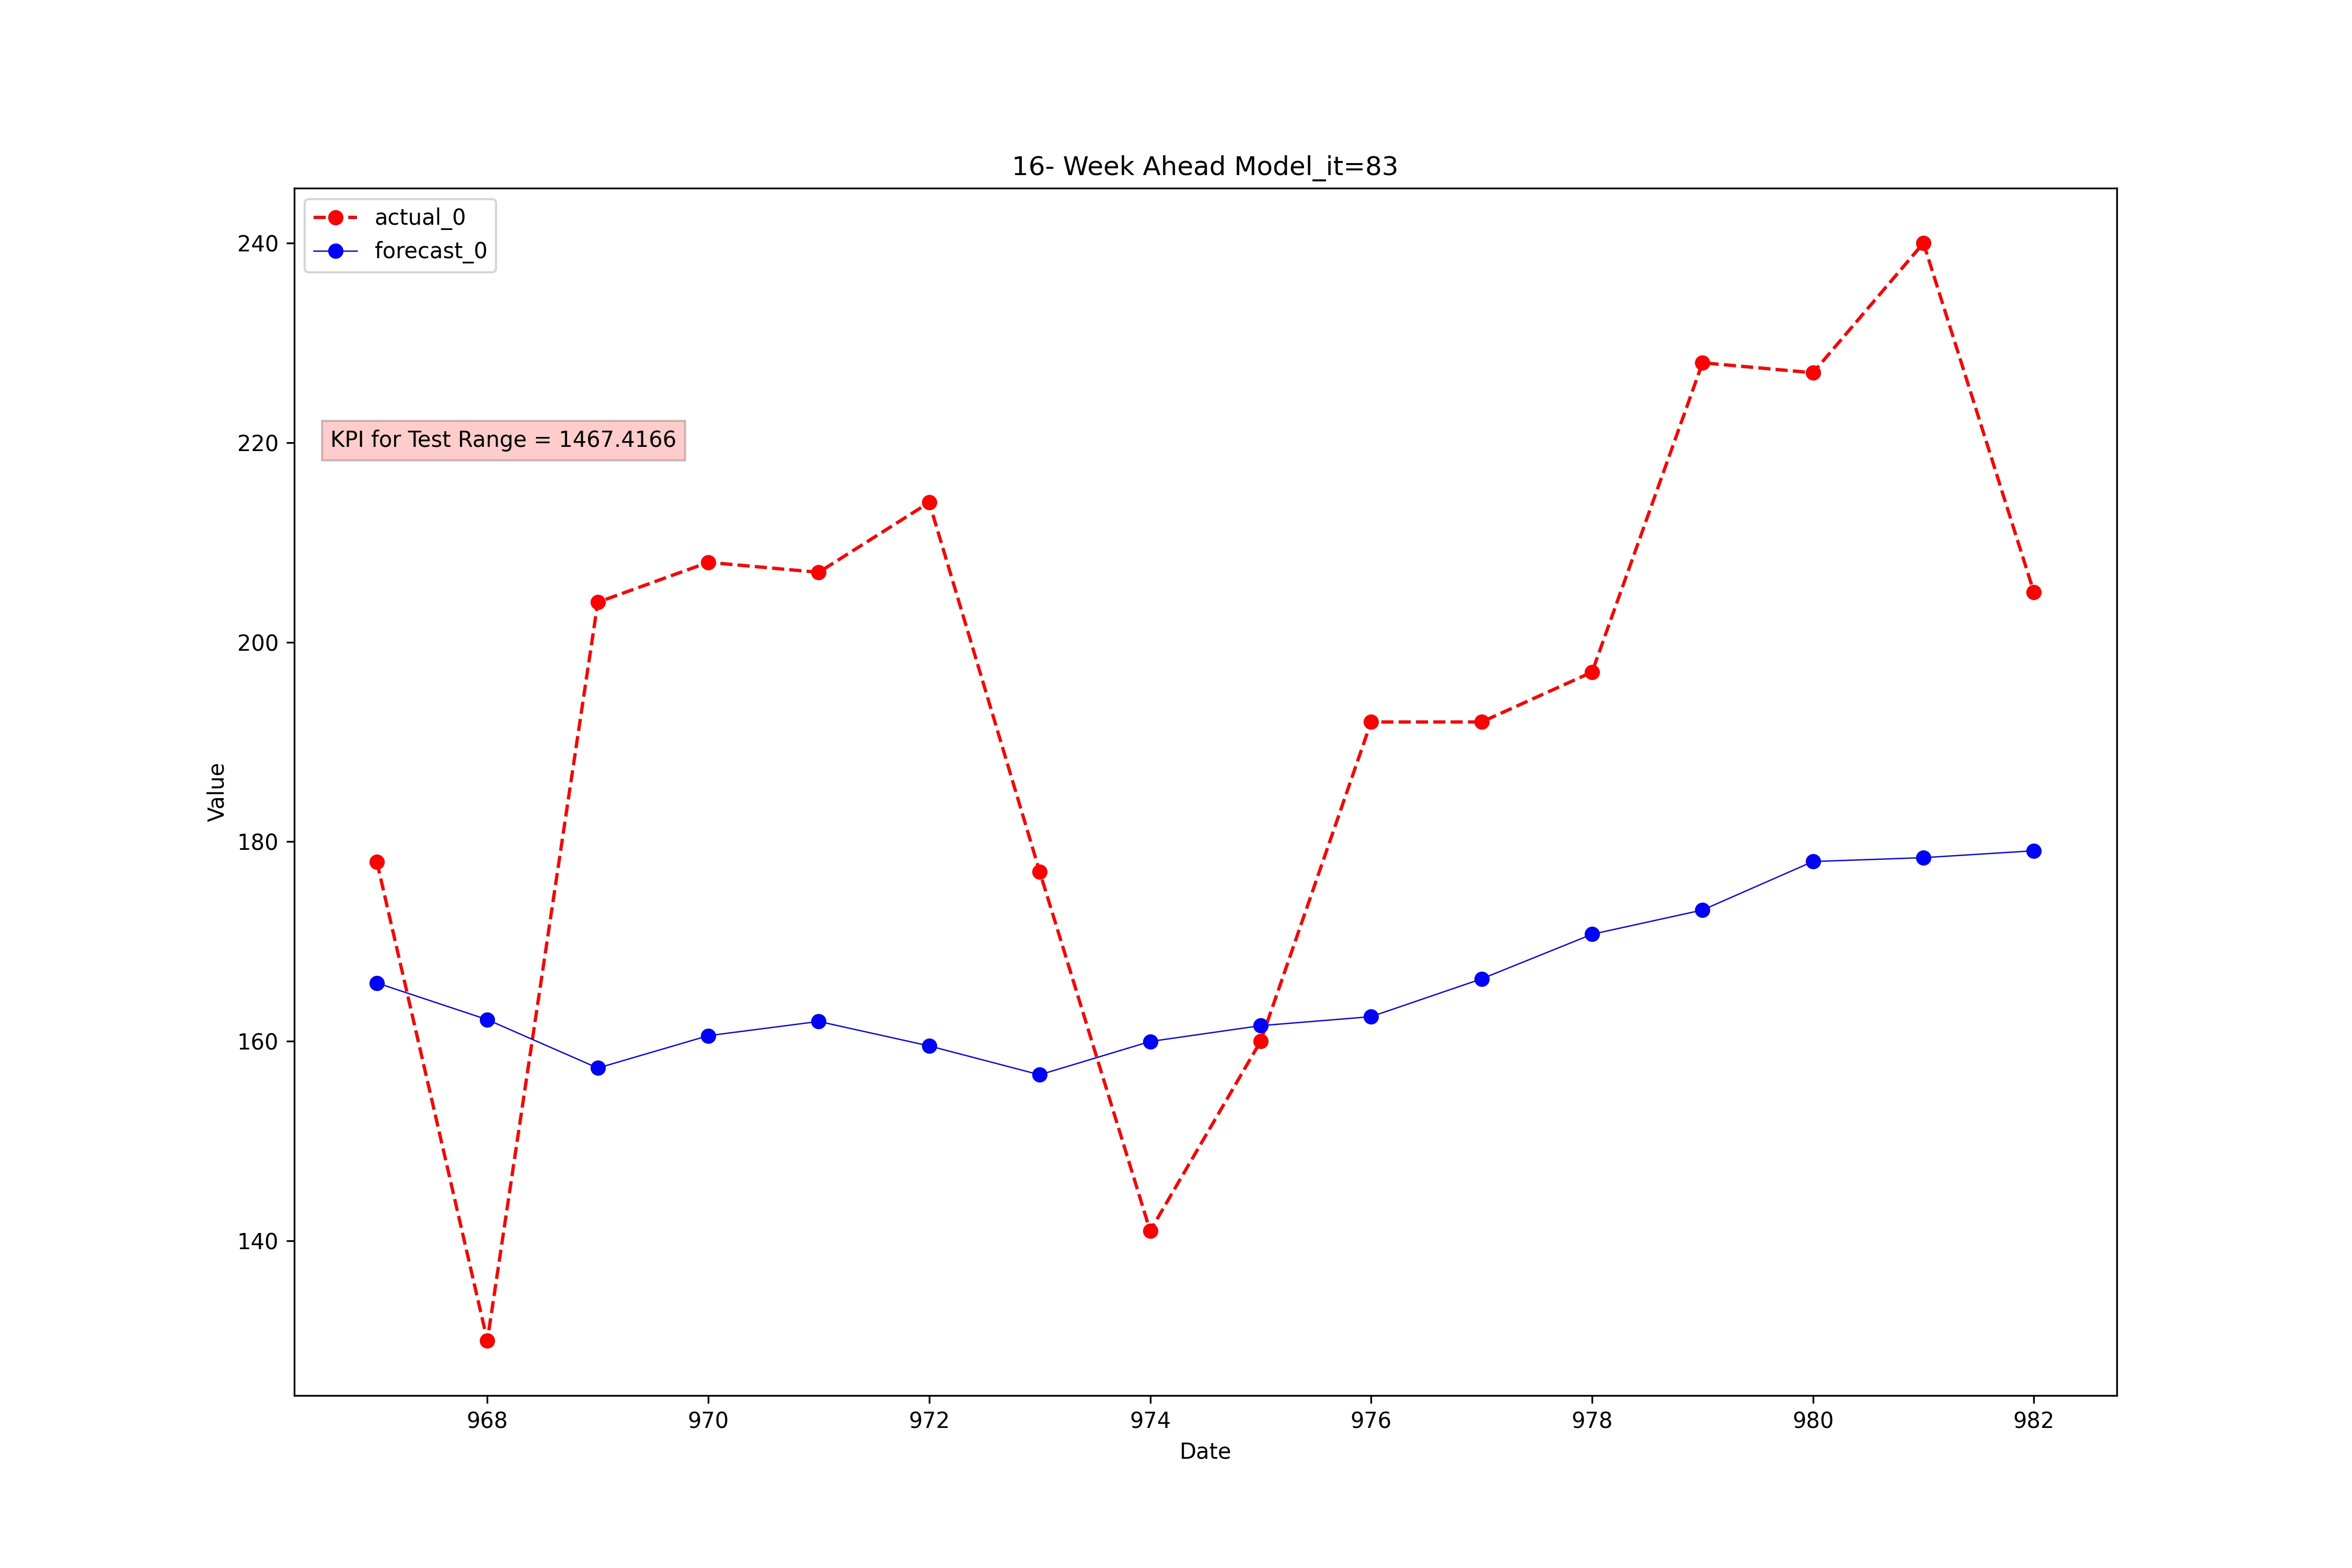 16- Week Ahead Model_it=83
actual_0
forecast_0
KPI for Test Range = 1467.4166
240
220
200
180
160
140
Value
968 970 972 974 976 978 980 982
Date